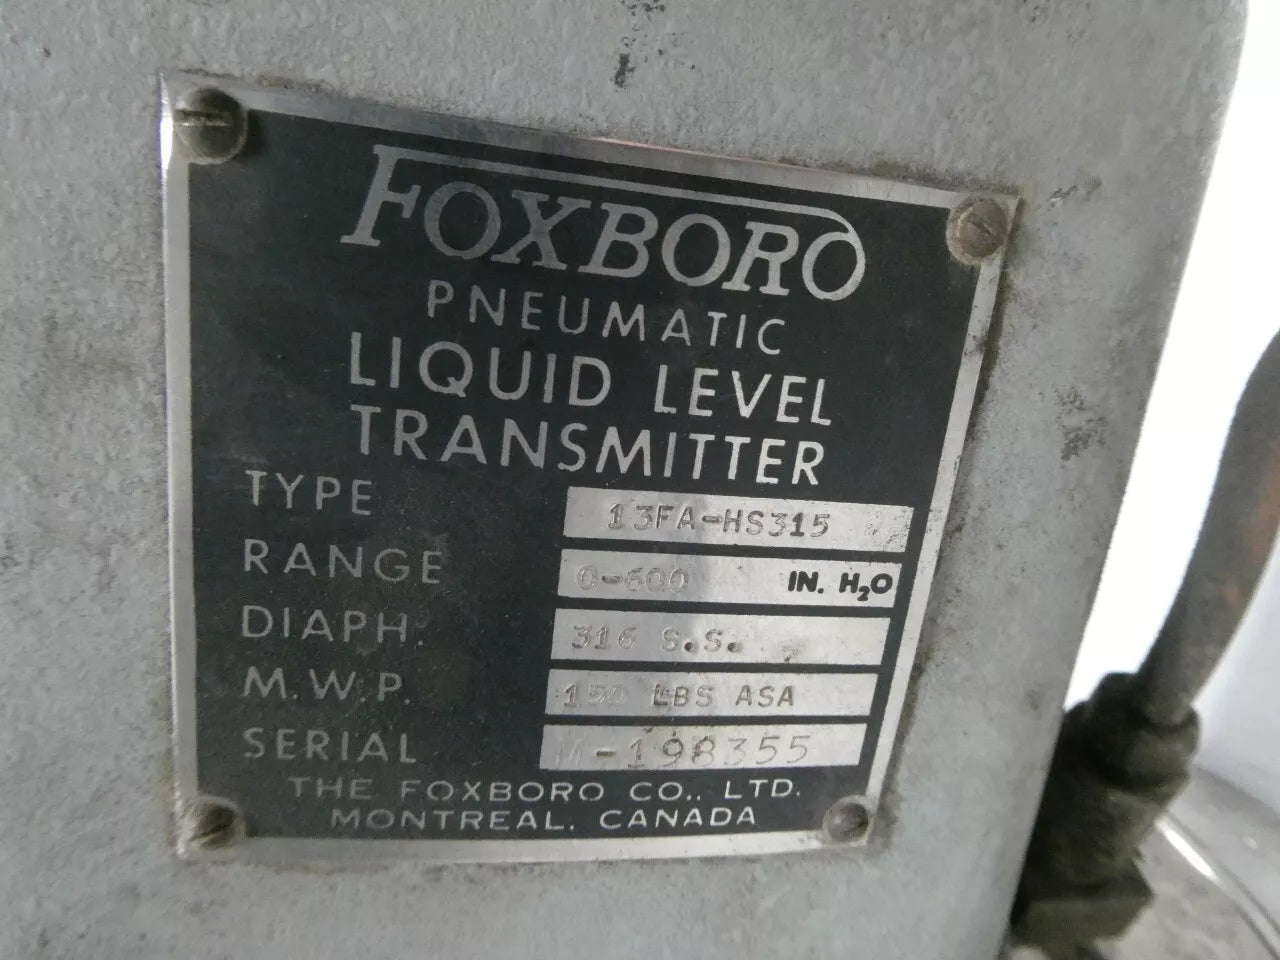 FOXBORO
PNEUMATIC
LIQUID LEVEL
TRANSMITTER
TYPE 13FA-HS315
RANGE 0-600 IN. H₂O
DIAPH. 316 S.S.
M.W.P. 150 LBS ASA
SERIAL M-198355
THE FOXBORO CO., LTD.
MONTREAL, CANADA